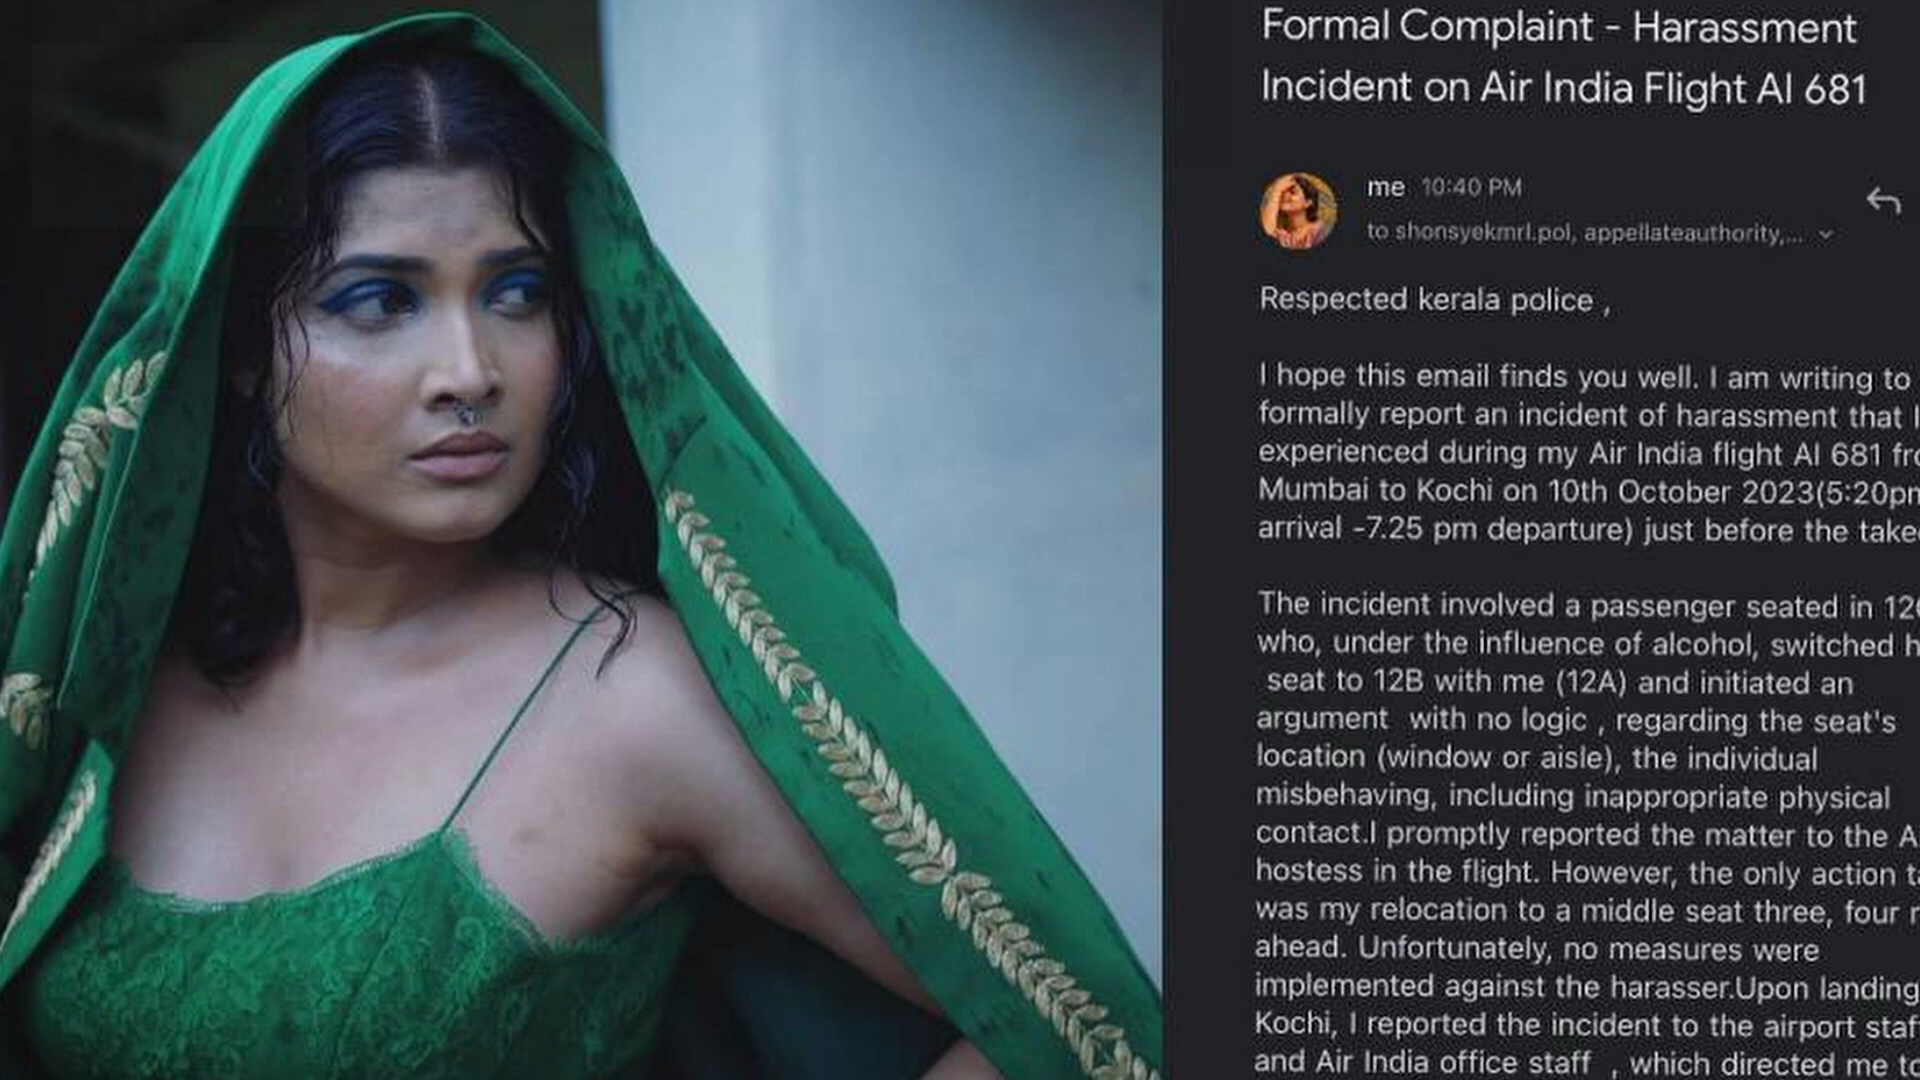 Formal Complaint - Harassment
Incident on Air India Flight AI 681
me 10:40 PM
to shonsyekmrl.pol, appellateauthority,...
Respected kerala police ,
I hope this email finds you well. I am writing to
formally report an incident of harassment that I
experienced during my Air India flight AI 681 fro
Mumbai to Kochi on 10th October 2023(5:20pm
arrival -7.25 pm departure) just before the take
The incident involved a passenger seated in 12
who, under the influence of alcohol, switched h
seat to 12B with me (12A) and initiated an
argument with no logic , regarding the seat's
location (window or aisle), the individual
misbehaving, including inappropriate physical
contact.I promptly reported the matter to the A
hostess in the flight. However, the only action ta
was my relocation to a middle seat three, four r
ahead. Unfortunately, no measures were
implemented against the harasser.Upon landing
Kochi, I reported the incident to the airport staf
and Air India office staff , which directed me to